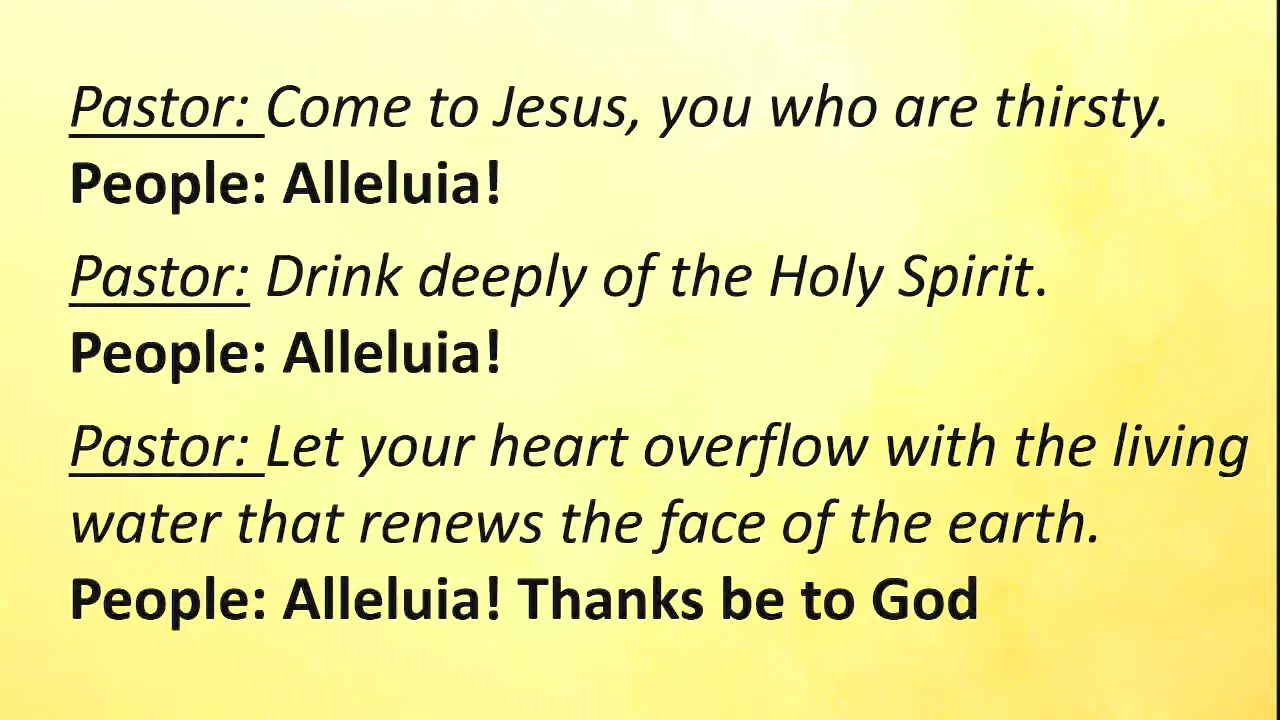 Pastor: Come to Jesus, you who are thirsty.
People: Alleluia!
Pastor: Drink deeply of the Holy Spirit.
People: Alleluia!
Pastor: Let your heart overflow with the living
water that renews the face of the earth.
People: Alleluia! Thanks be to God